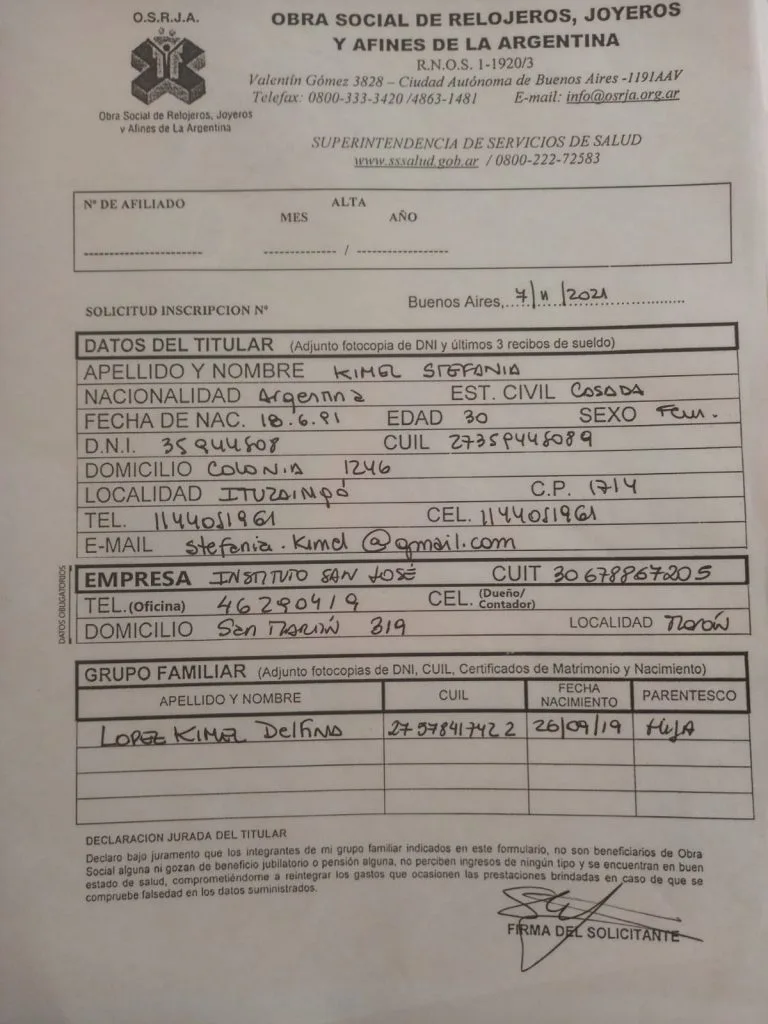 O.S.R.J.A.
OBRA SOCIAL DE RELOJEROS, JOYEROS
Y AFINES DE LA ARGENTINA
R.N.O.S. 1-1920/3
Valentín Gómez 3828 – Ciudad Autónoma de Buenos Aires -1191AAV
Telefax: 0800-333-3420 /4863-1481 E-mail: info@osrja.org.ar
Obra Social de Relojeros, Joyeros
y Afines de La Argentina
SUPERINTENDENCIA DE SERVICIOS DE SALUD
www.sssalud.gob.ar / 0800-222-72583
Nº DE AFILIADO ALTA
MES AÑO
-------------------- ------------ / ----------------
SOLICITUD INSCRIPCION Nº Buenos Aires, 7/11/2021
DATOS DEL TITULAR (Adjunto fotocopia de DNI y últimos 3 recibos de sueldo)
APELLIDO Y NOMBRE KIMEL STEFANIA
NACIONALIDAD Argentina EST. CIVIL Casada
FECHA DE NAC. 18.6.91 EDAD 30 SEXO Fem.
D.N.I. 35944808 CUIL 27359448089
DOMICILIO COLONIA 1246
LOCALIDAD ITUZAINGÓ C.P. 1714
TEL. 1144051961 CEL. 1144051961
E-MAIL stefania.kimel@gmail.com
DATOS OBLIGATORIOS
EMPRESA INSTITUTO SAN JOSÉ CUIT 30678867205
TEL.(Oficina) 46290419 CEL. (Dueño/Contador)
DOMICILIO San Martín 319 LOCALIDAD Morón
GRUPO FAMILIAR (Adjunto fotocopias de DNI, CUIL, Certificados de Matrimonio y Nacimiento)
APELLIDO Y NOMBRE CUIL FECHA NACIMIENTO PARENTESCO
LOPEZ KIMEL Delfina 27578417422 26/09/19 HIJA
DECLARACION JURADA DEL TITULAR
Declaro bajo juramento que los integrantes de mi grupo familiar indicados en este formulario, no son beneficiarios de Obra
Social alguna ni gozan de beneficio jubilatorio o pensión alguna, no perciben ingresos de ningún tipo y se encuentran en buen
estado de salud, comprometiéndome a reintegrar los gastos que ocasionen las prestaciones brindadas en caso de que se
compruebe falsedad en los datos suministrados.
FIRMA DEL SOLICITANTE